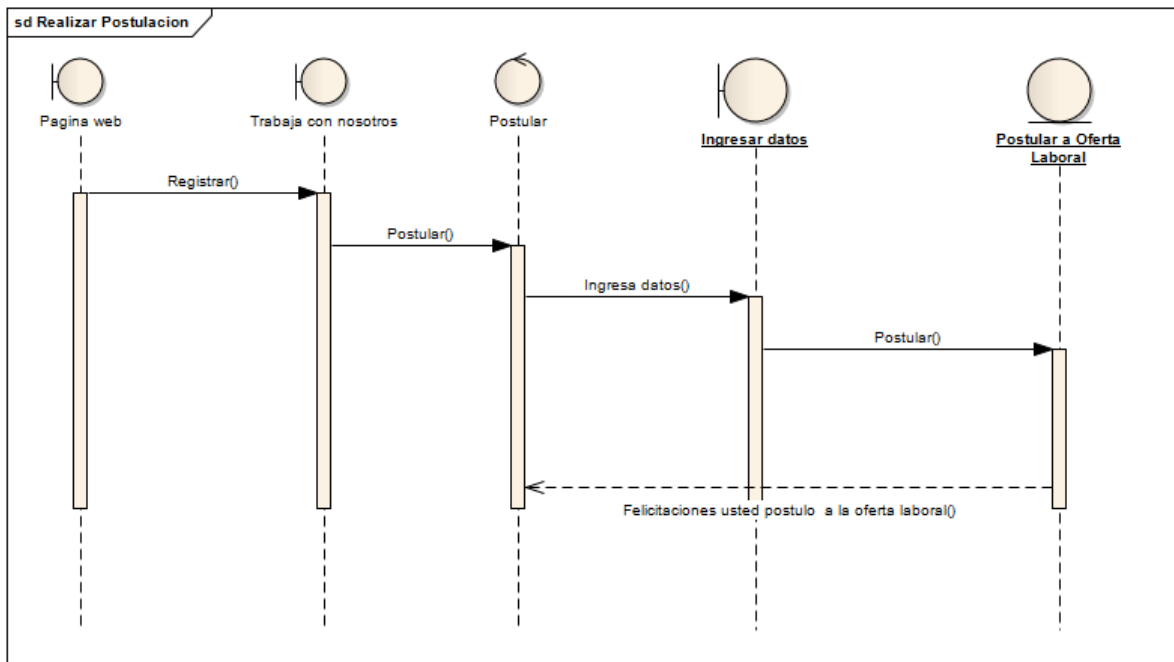 sd Realizar Postulacion
Pagina web
Trabaja con nosotros
Postular
Ingresar datos
Postular a Oferta
Laboral
Registrar()
Postular()
Ingresa datos()
Postular()
Felicitaciones usted postulo a la oferta laboral()